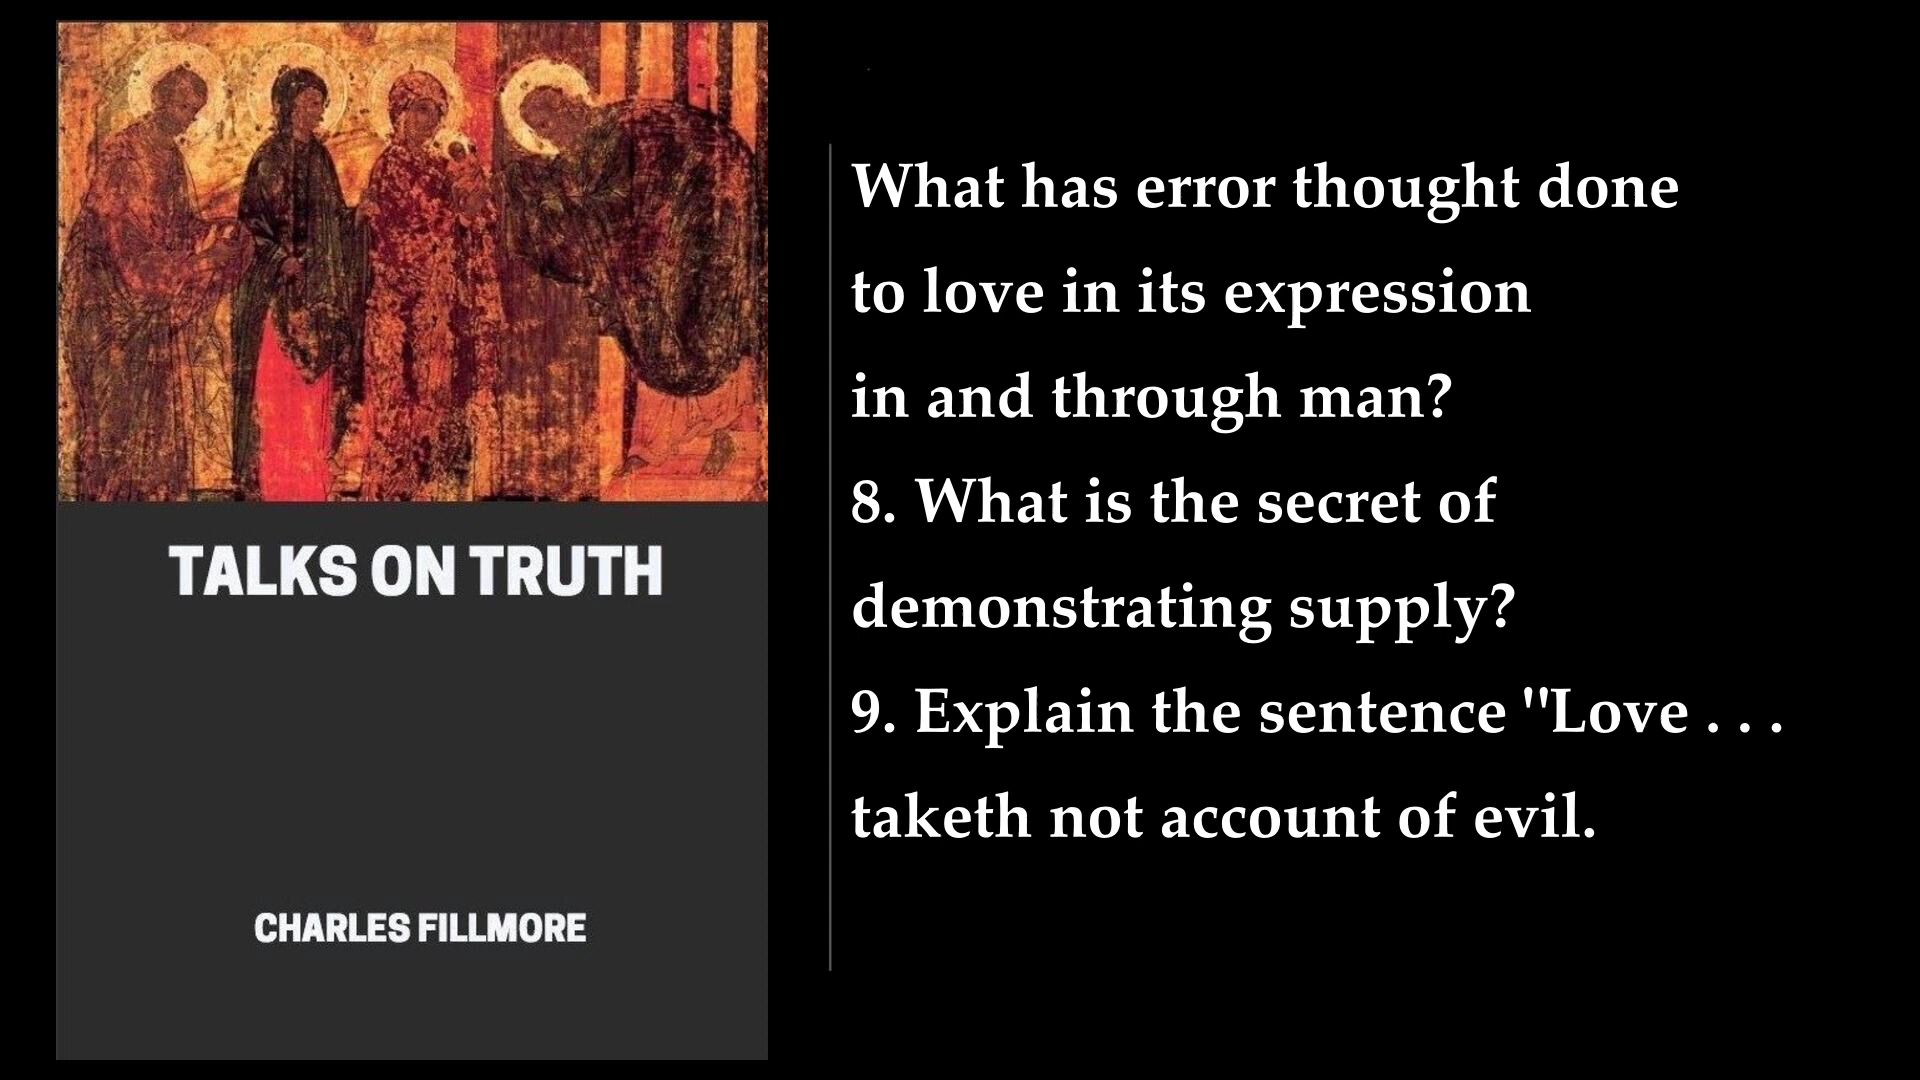 TALKS ON TRUTH
CHARLES FILLMORE
What has error thought done
to love in its expression
in and through man?
8. What is the secret of
demonstrating supply?
9. Explain the sentence "Love . . .
taketh not account of evil.